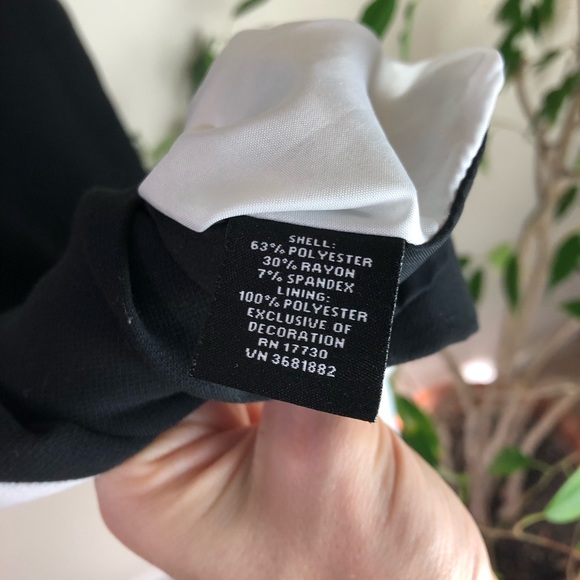 SHELL:
63% POLYESTER
30% RAYON
7% SPANDEX
LINING:
100% POLYESTER
EXCLUSIVE OF
DECORATION
RN 17730
VN 3681882